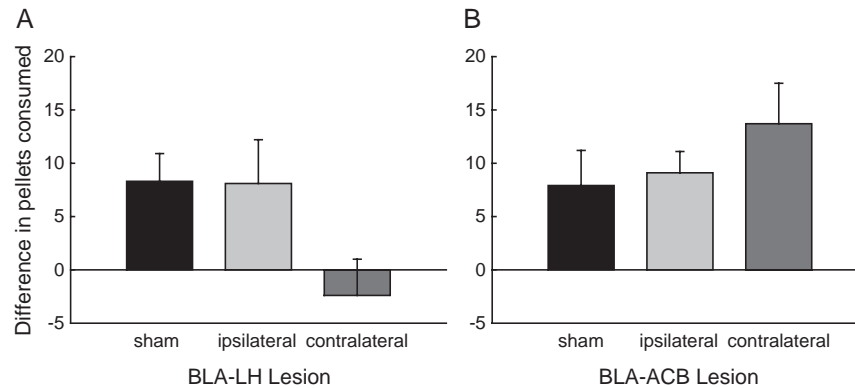 A
B
Difference in pellets consumed
20
15
10
5
0
-5
sham ipsilateral contralateral
BLA-LH Lesion
20
15
10
5
0
-5
sham ipsilateral contralateral
BLA-ACB Lesion